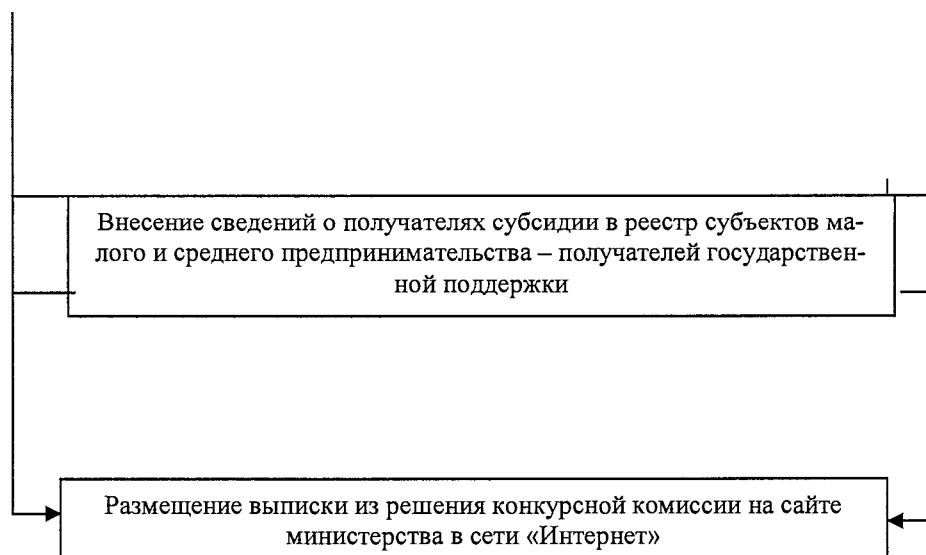 Внесение сведений о получателях субсидии в реестр субъектов ма-
лого и среднего предпринимательства – получателей государствен-
ной поддержки
Размещение выписки из решения конкурсной комиссии на сайте
министерства в сети «Интернет»